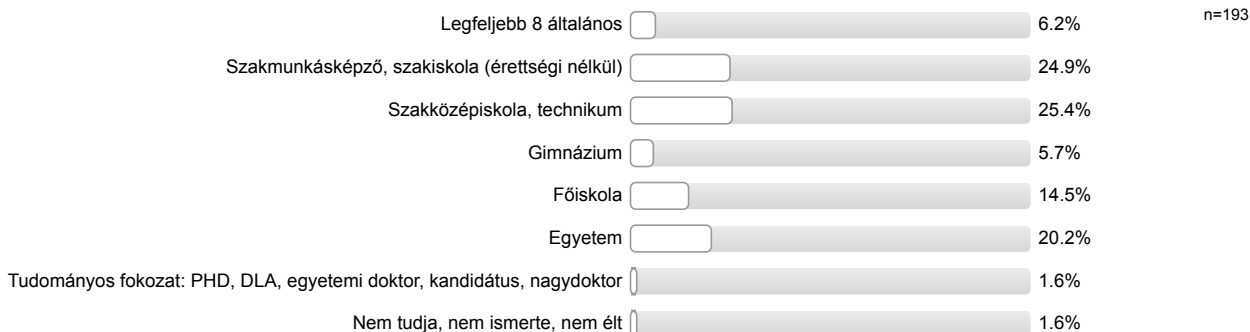 Legfeljebb 8 általános 6.2% n=193
Szakmunkásképző, szakiskola (érettségi nélkül) 24.9%
Szakközépiskola, technikum 25.4%
Gimnázium 5.7%
Főiskola 14.5%
Egyetem 20.2%
Tudományos fokozat: PHD, DLA, egyetemi doktor, kandidátus, nagydoktor 1.6%
Nem tudja, nem ismerte, nem élt 1.6%